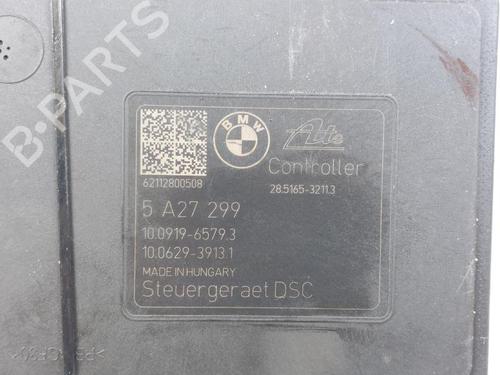 B-PARTS
BMW
Ate
Controller
62112800508
28.5165-3211.3
5 A27 299
10.0919-6579.3
10.0629-3913.1
MADE IN HUNGARY
Steuergeraet DSC